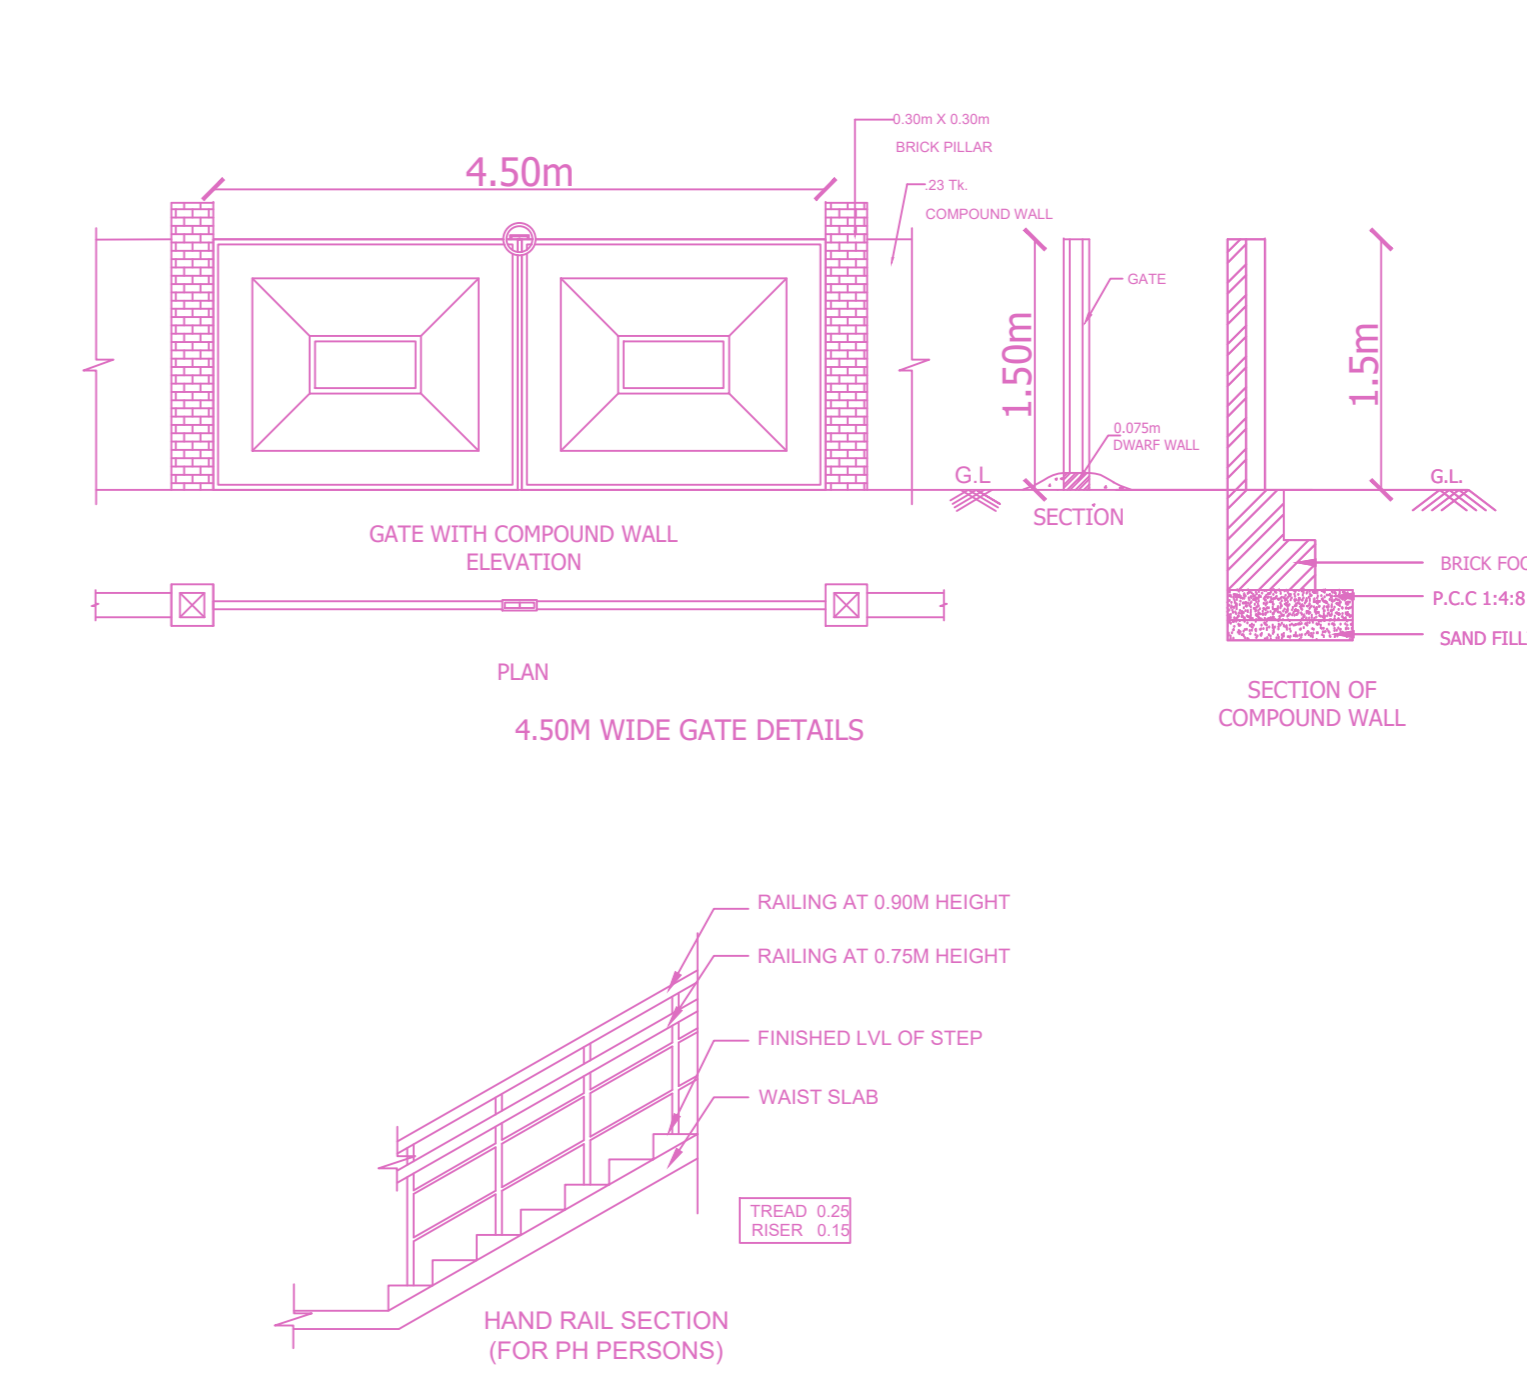 0.30m X 0.30m
BRICK PILLAR
4.50m
.23 Tk.
COMPOUND WALL
GATE
1.50m
1.5m
0.075m
DWARF WALL
G.L
G.L.
SECTION
GATE WITH COMPOUND WALL
ELEVATION
BRICK FOO
P.C.C 1:4:8
SAND FILL
PLAN
SECTION OF
COMPOUND WALL
4.50M WIDE GATE DETAILS
RAILING AT 0.90M HEIGHT
RAILING AT 0.75M HEIGHT
FINISHED LVL OF STEP
WAIST SLAB
TREAD 0.25
RISER 0.15
HAND RAIL SECTION
(FOR PH PERSONS)